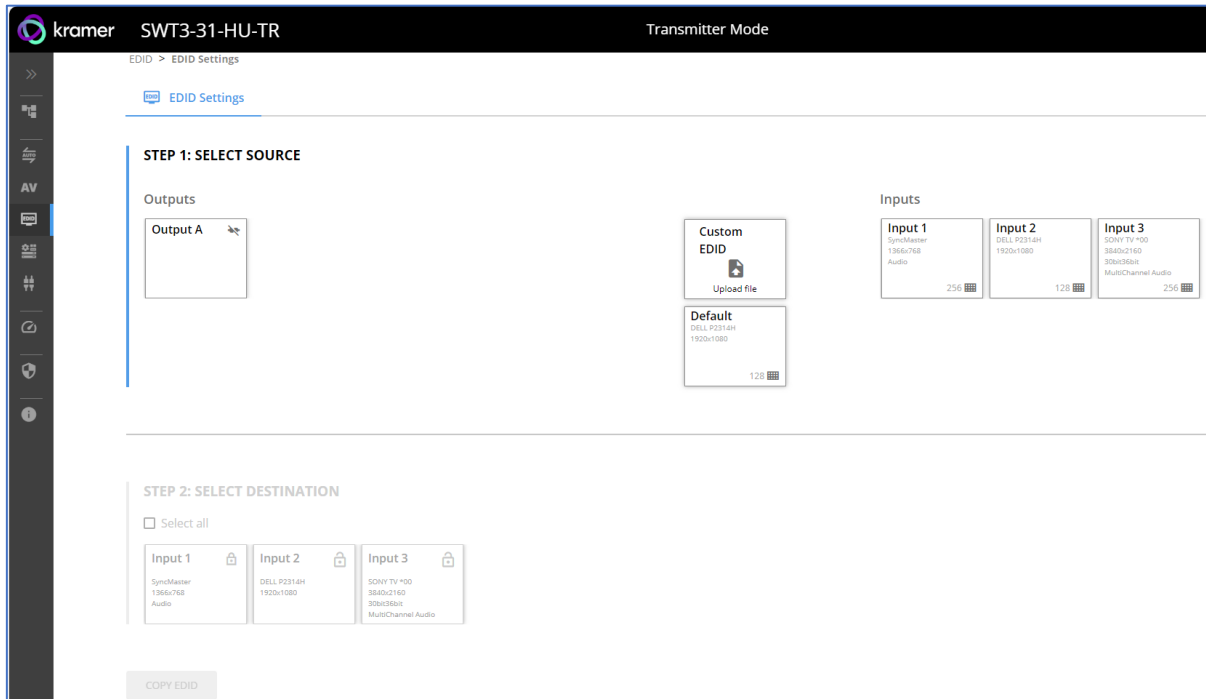 kramer SWT3-31-HU-TR Transmitter Mode
EDID > EDID Settings
EDID EDID Settings
AUTO
AV
EDID
STEP 1: SELECT SOURCE
Outputs
Output A
Custom
EDID
Upload file
Default
DELL P2314H
1920x1080
128
Inputs
Input 1
SyncMaster
1366x768
Audio
256
Input 2
DELL P2314H
1920x1080
128
Input 3
SONY TV *00
3840x2160
30bit36bit
MultiChannel Audio
256
STEP 2: SELECT DESTINATION
Select all
Input 1
SyncMaster
1366x768
Audio
Input 2
DELL P2314H
1920x1080
Input 3
SONY TV *00
3840x2160
30bit36bit
MultiChannel Audio
COPY EDID